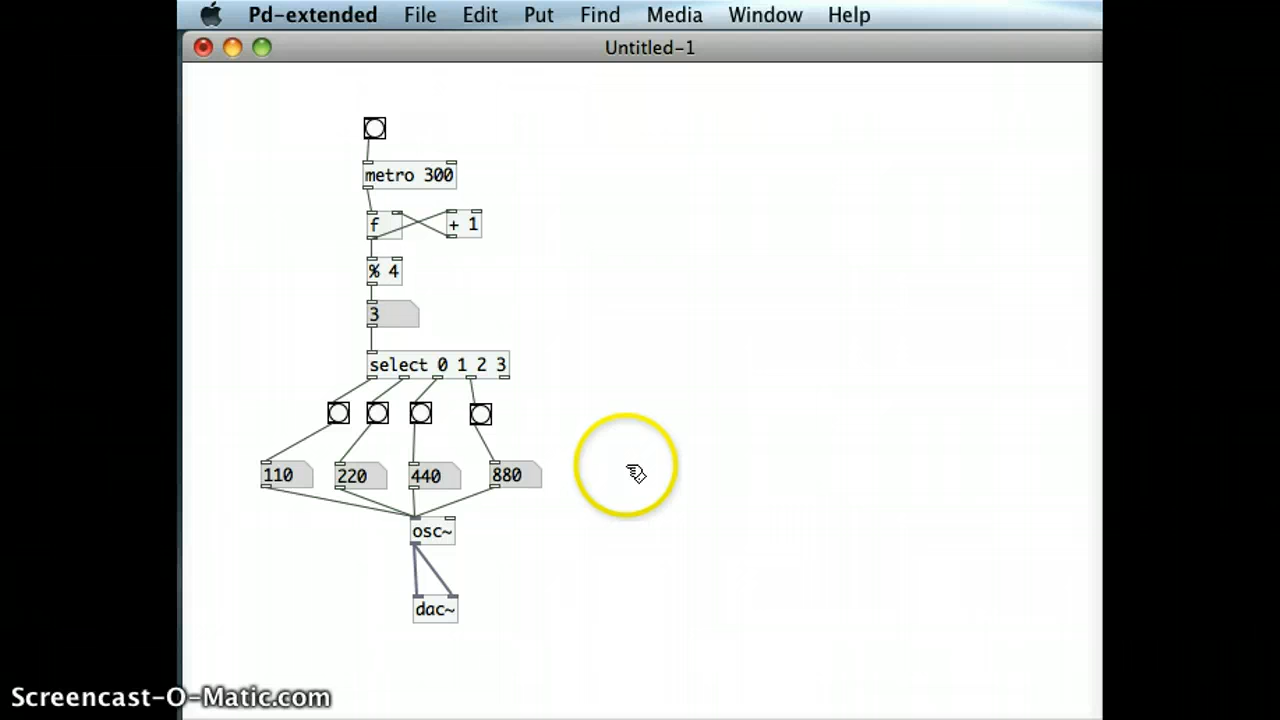 Pd-extended File Edit Put Find Media Window Help
Untitled-1
metro 300
f
+ 1
% 4
3
select 0 1 2 3
110
220
440
880
osc~
dac~
Screencast-O-Matic.com